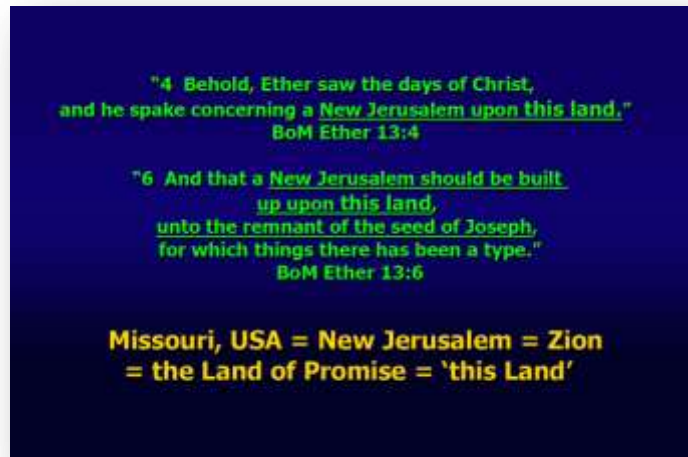 "4 Behold, Ether saw the days of Christ,
and he spake concerning a New Jerusalem upon this land."
BoM Ether 13:4
"6 And that a New Jerusalem should be built
up upon this land,
unto the remnant of the seed of Joseph,
for which things there has been a type."
BoM Ether 13:6
Missouri, USA = New Jerusalem = Zion
= the Land of Promise = ‘this Land’